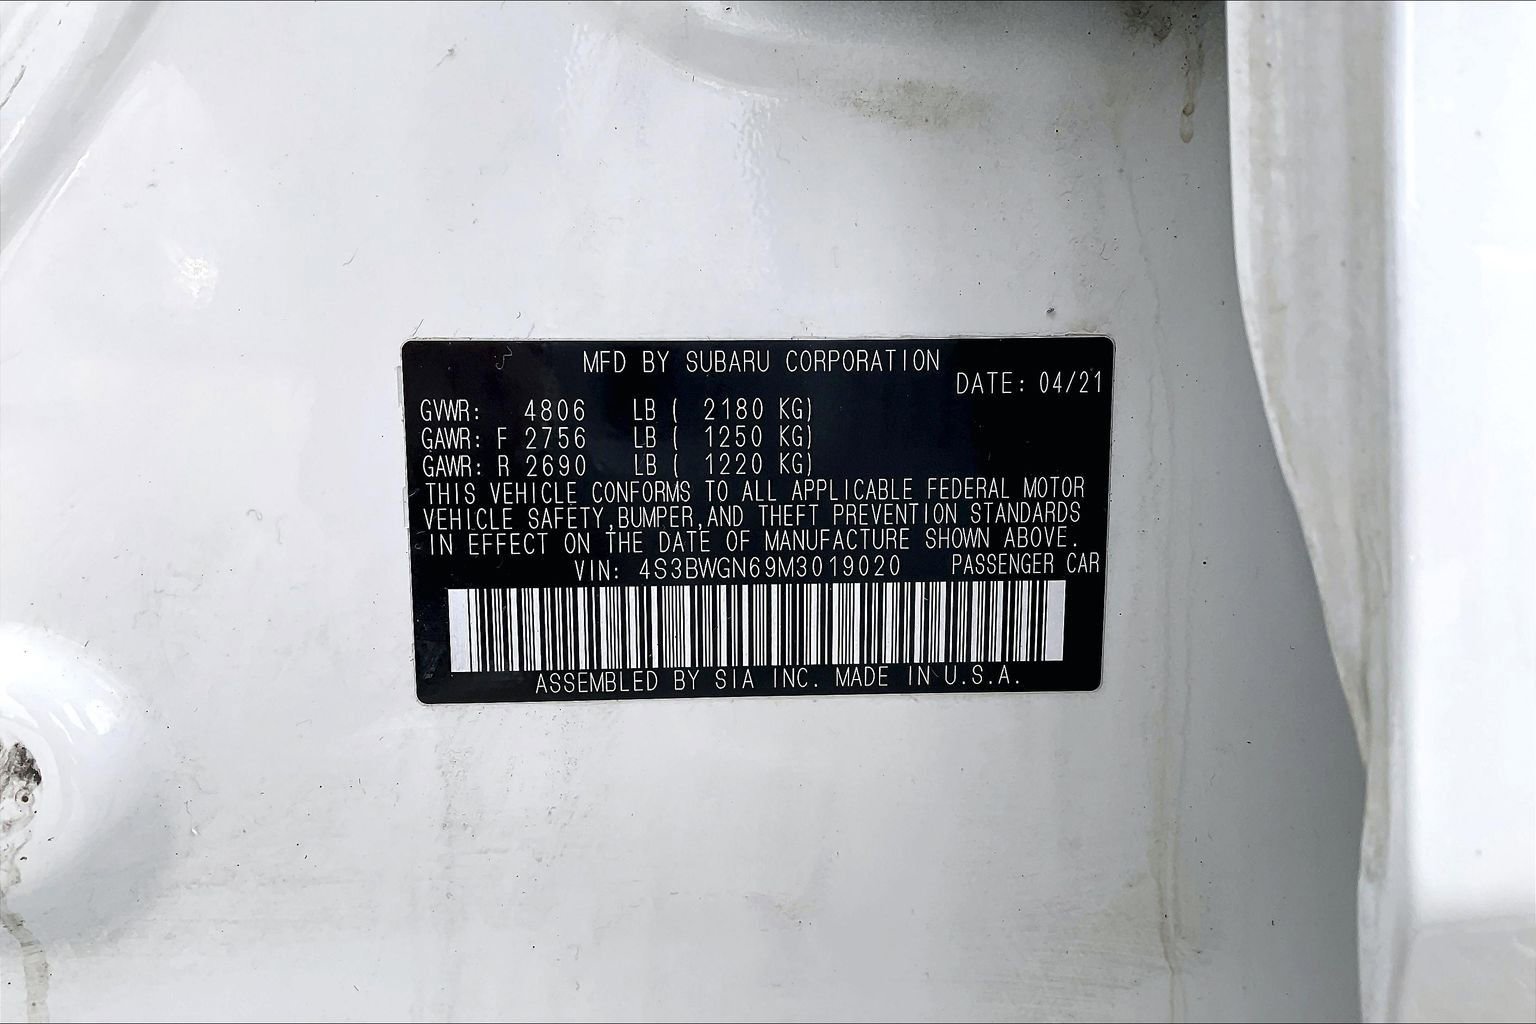 MFD BY SUBARU CORPORATION
DATE: 04/21
GVWR: 4806 LB ( 2180 KG)
GAWR: F 2756 LB ( 1250 KG)
GAWR: R 2690 LB ( 1220 KG)
THIS VEHICLE CONFORMS TO ALL APPLICABLE FEDERAL MOTOR
VEHICLE SAFETY,BUMPER,AND THEFT PREVENTION STANDARDS
IN EFFECT ON THE DATE OF MANUFACTURE SHOWN ABOVE.
VIN: 4S3BWGN69M3019020 PASSENGER CAR
ASSEMBLED BY SIA INC. MADE IN U.S.A.